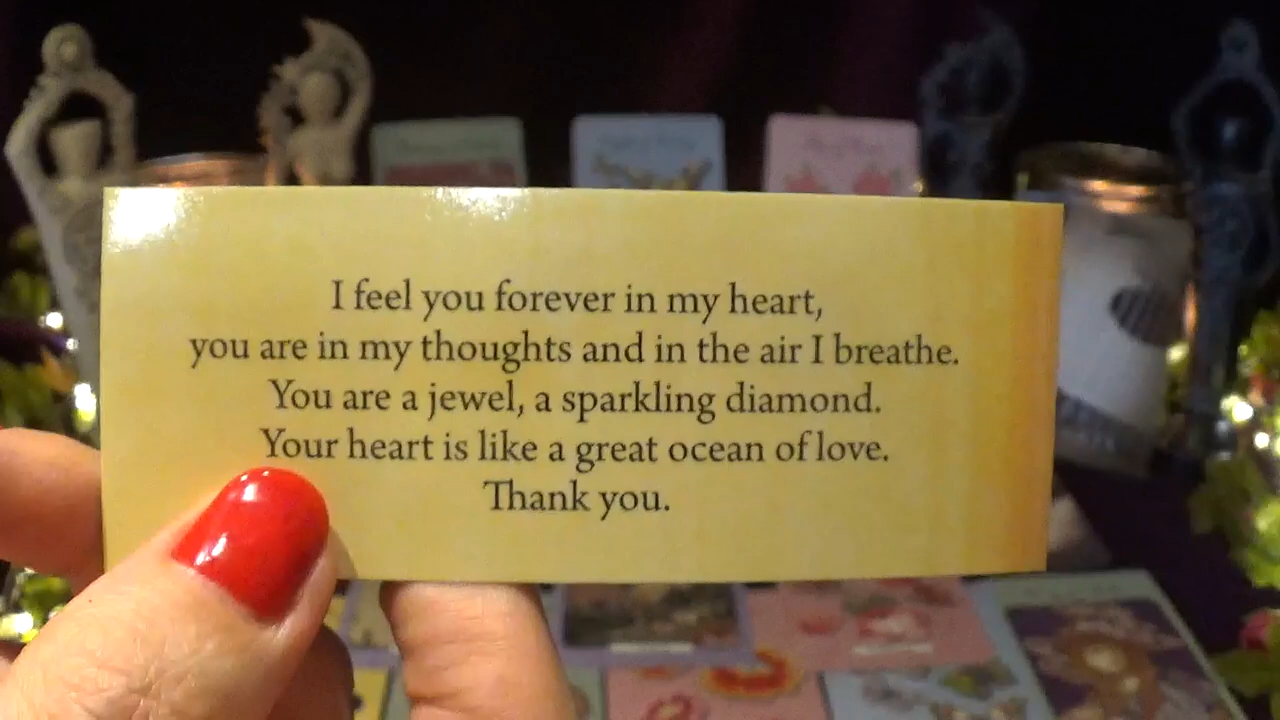 I feel you forever in my heart,
you are in my thoughts and in the air I breathe.
You are a jewel, a sparkling diamond.
Your heart is like a great ocean of love.
Thank you.